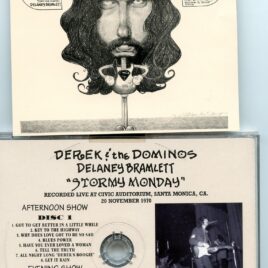 DELANEY BRAMLETT
DEREK & the DOMINOS
DELANEY BRAMLETT
"STORMY MONDAY"
RECORDED LIVE AT CIVIC AUDITORIUM, SANTA MONICA, CA.
20 NOVEMBER 1970
AFTERNOON SHOW
DISC 1
1. GOT TO GET BETTER IN A LITTLE WHILE
2. KEY TO THE HIGHWAY
3. WHY DOES LOVE GOT TO BE SO SAD
4. BLUES POWER
5. HAVE YOU EVER LOVED A WOMAN
6. TELL THE TRUTH
7. ALL NIGHT LONG "DEREK'S BOOGIE"
8. LET IT RAIN
EVENING SHOW